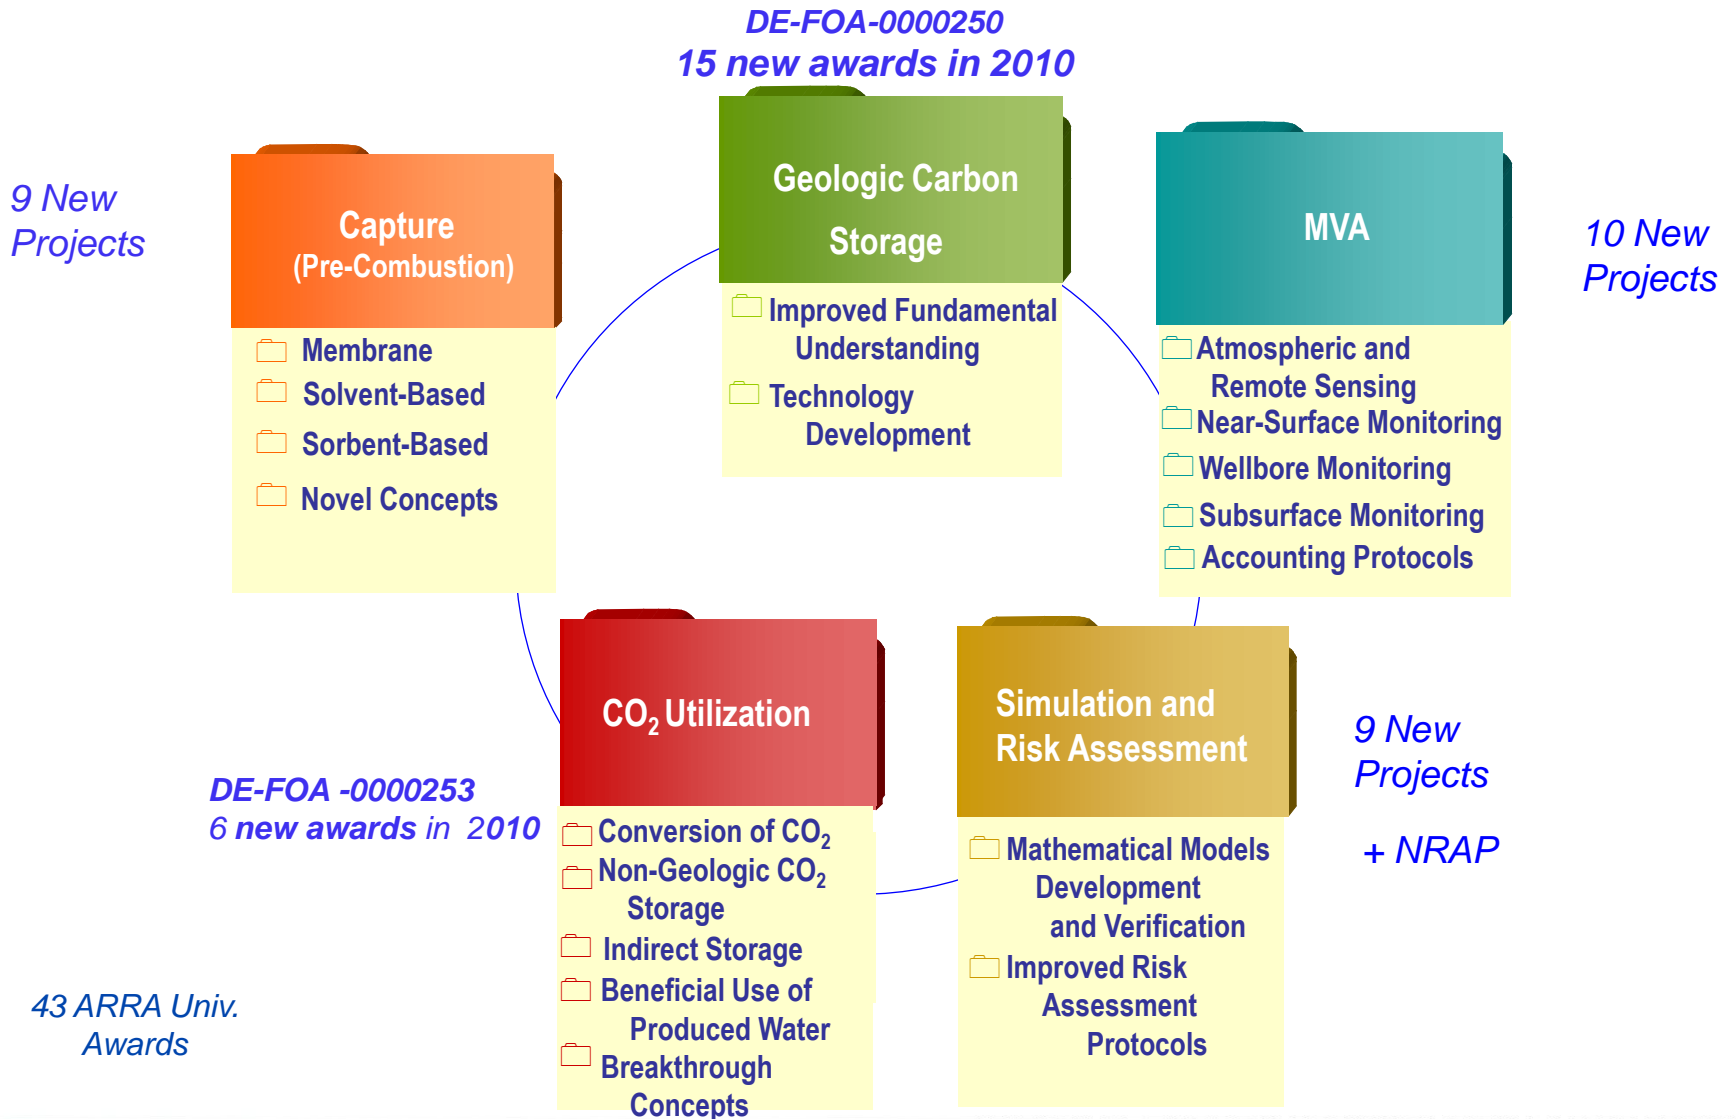 DE-FOA-0000250
15 new awards in 2010
9 New
Projects
Capture
(Pre-Combustion)
Membrane
Solvent-Based
Sorbent-Based
Novel Concepts
Geologic Carbon
Storage
Improved Fundamental
Understanding
Technology
Development
MVA
Atmospheric and
Remote Sensing
Near-Surface Monitoring
Wellbore Monitoring
Subsurface Monitoring
Accounting Protocols
10 New
Projects
DE-FOA -0000253
6 new awards in 2010
CO₂ Utilization
Conversion of CO₂
Non-Geologic CO₂
Storage
Indirect Storage
Beneficial Use of
Produced Water
Breakthrough
Concepts
Simulation and
Risk Assessment
Mathematical Models
Development
and Verification
Improved Risk
Assessment
Protocols
9 New
Projects
+ NRAP
43 ARRA Univ.
Awards